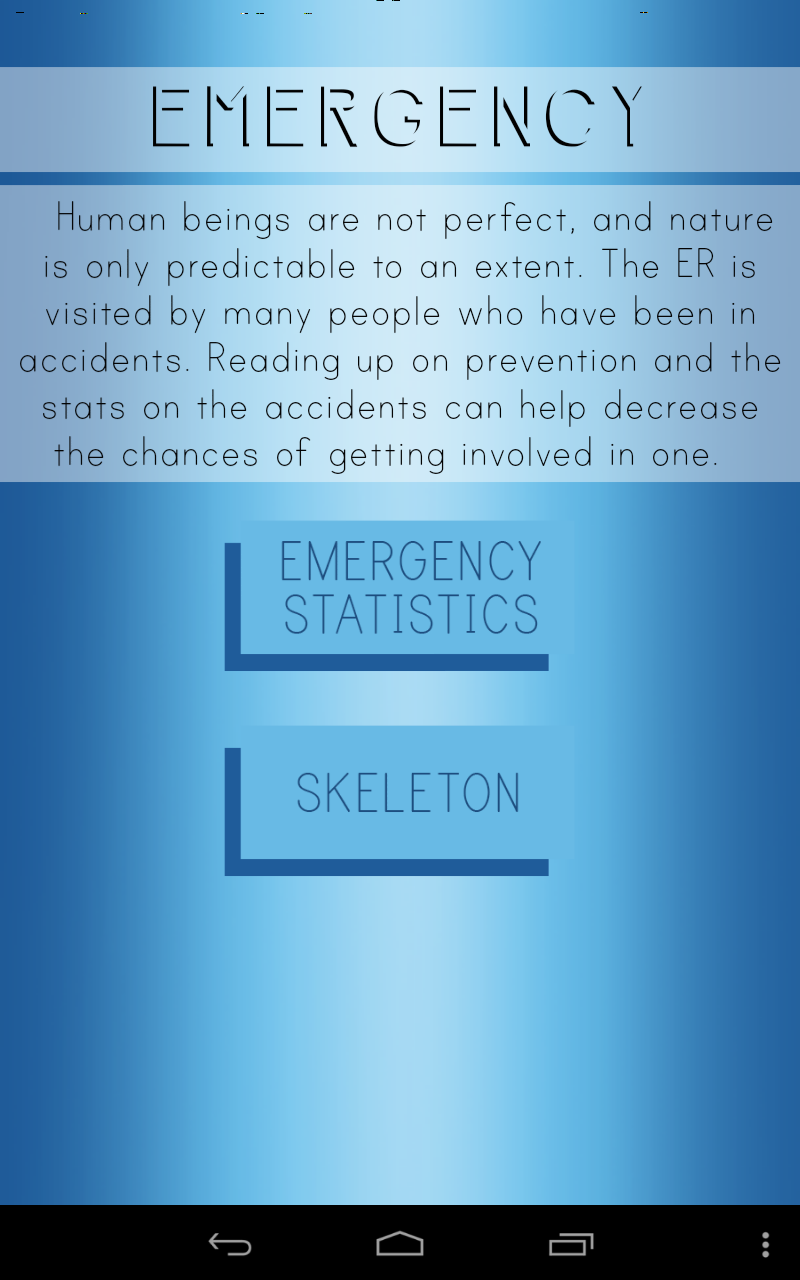 EMERGENCY
Human beings are not perfect, and nature
is only predictable to an extent. The ER is
visited by many people who have been in
accidents. Reading up on prevention and the
stats on the accidents can help decrease
the chances of getting involved in one.
EMERGENCY
STATISTICS
SKELETON